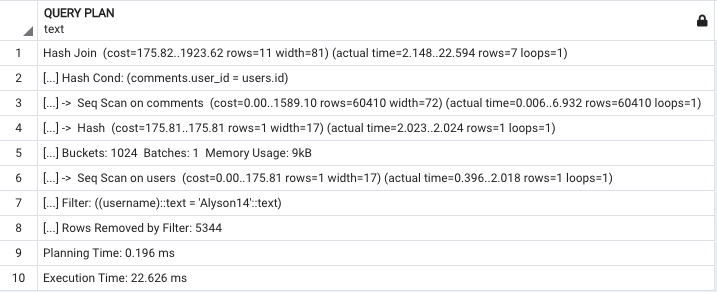 QUERY PLAN
text
1 Hash Join (cost=175.82..1923.62 rows=11 width=81) (actual time=2.148..22.594 rows=7 loops=1)
2 [...] Hash Cond: (comments.user_id = users.id)
3 [...] -> Seq Scan on comments (cost=0.00..1589.10 rows=60410 width=72) (actual time=0.006..6.932 rows=60410 loops=1)
4 [...] -> Hash (cost=175.81..175.81 rows=1 width=17) (actual time=2.023..2.024 rows=1 loops=1)
5 [...] Buckets: 1024 Batches: 1 Memory Usage: 9kB
6 [...] -> Seq Scan on users (cost=0.00..175.81 rows=1 width=17) (actual time=0.396..2.018 rows=1 loops=1)
7 [...] Filter: ((username)::text = 'Alyson14'::text)
8 [...] Rows Removed by Filter: 5344
9 Planning Time: 0.196 ms
10 Execution Time: 22.626 ms